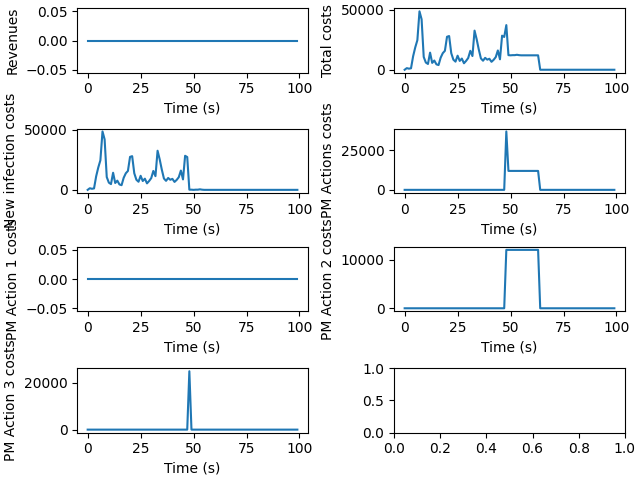 Revenues
0.05
0.00
−0.05
0 25 50 75 100
Time (s)
Total costs
50000
0
0 25 50 75 100
Time (s)
New infection costs
50000
0
0 25 50 75 100
Time (s)
PM Actions costs
25000
0
0 25 50 75 100
Time (s)
PM Action 1 costs
0.05
0.00
−0.05
0 25 50 75 100
Time (s)
PM Action 2 costs
10000
0
0 25 50 75 100
Time (s)
PM Action 3 costs
20000
0
0 25 50 75 100
Time (s)
1.0
0.5
0.0
0.0 0.2 0.4 0.6 0.8 1.0